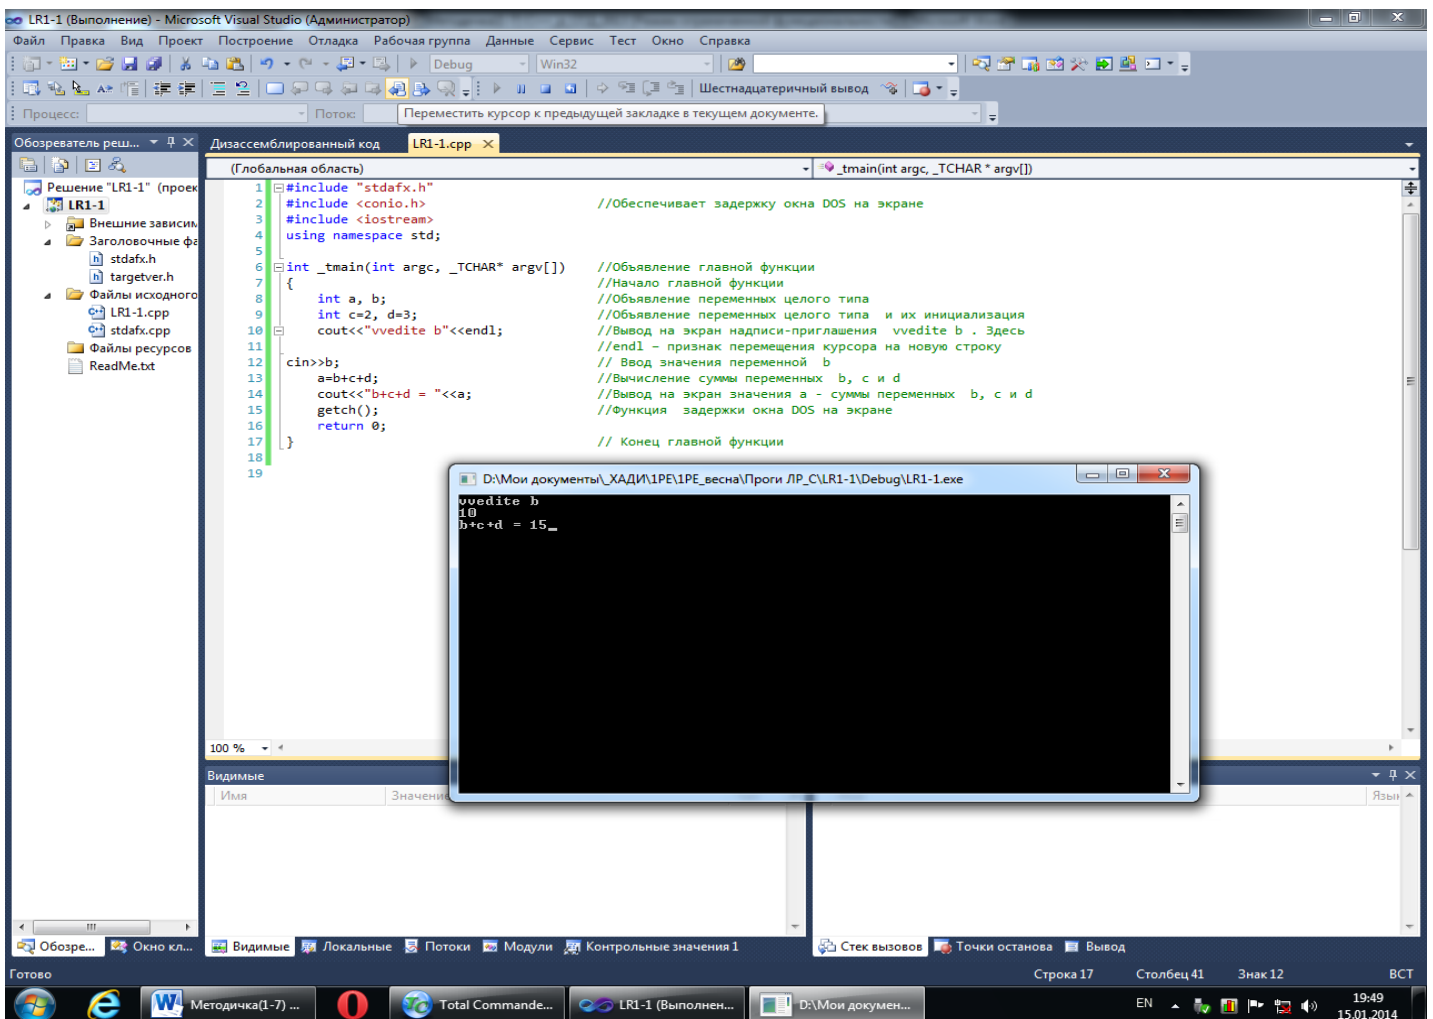 LR1-1 (Выполнение) - Microsoft Visual Studio (Администратор)
Файл Правка Вид Проект Построение Отладка Рабочая группа Данные Сервис Тест Окно Справка
Debug Win32
Шестнадцатеричный вывод
Процесс: Поток: Переместить курсор к предыдущей закладке в текущем документе.
Обозреватель реш... Дизассемблированный код LR1-1.cpp
(Глобальная область) _tmain(int argc, _TCHAR * argv[])
Решение "LR1-1" (проек
LR1-1
Внешние зависим
Заголовочные фа
stdafx.h
targetver.h
Файлы исходного
LR1-1.cpp
stdafx.cpp
Файлы ресурсов
ReadMe.txt
1 #include "stdafx.h"
2 #include <conio.h> //Обеспечивает задержку окна DOS на экране
3 #include <iostream>
4 using namespace std;
5
6 int _tmain(int argc, _TCHAR* argv[]) //Объявление главной функции
7 { //Начало главной функции
8 int a, b; //Объявление переменных целого типа
9 int c=2, d=3; //Объявление переменных целого типа и их инициализация
10 cout<<"vvedite b"<<endl; //Вывод на экран надписи-приглашения vvedite b . Здесь
11 //endl – признак перемещения курсора на новую строку
12 cin>>b; // Ввод значения переменной b
13 a=b+c+d; //Вычисление суммы переменных b, c и d
14 cout<<"b+c+d = "<<a; //Вывод на экран значения a - суммы переменных b, c и d
15 getch(); //Функция задержки окна DOS на экране
16 return 0;
17 } // Конец главной функции
18
19
D:\Мои документы\_ХАДИ\1РЕ\1РЕ_весна\Проги ЛР_С\LR1-1\Debug\LR1-1.exe
vvedite b
10
b+c+d = 15_
100 %
Видимые
Имя Значение Язык
Обозре... Окно кл... Видимые Локальные Потоки Модули Контрольные значения 1 Стек вызовов Точки останова Вывод
Готово Строка 17 Столбец 41 Знак 12 ВСТ
Методичка(1-7) ... Total Commande... LR1-1 (Выполнен... D:\Мои докумен... EN 19:49
15.01.2014